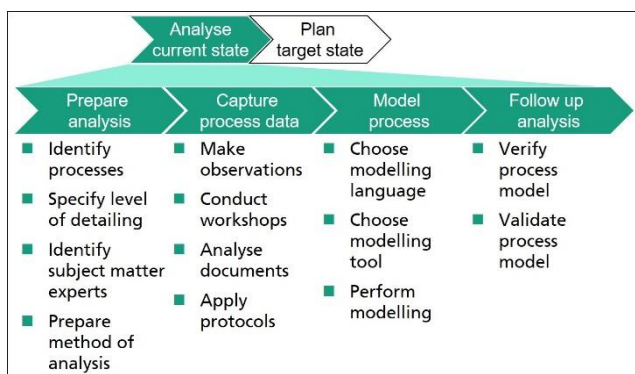 Analyse
current state
Plan
target state
Prepare
analysis
Capture
process data
Model
process
Follow up
analysis
Identify
processes
Specify level
of detailing
Identify
subject matter
experts
Prepare
method of
analysis
Make
observations
Conduct
workshops
Analyse
documents
Apply
protocols
Choose
modelling
language
Choose
modelling
tool
Perform
modelling
Verify
process
model
Validate
process
model